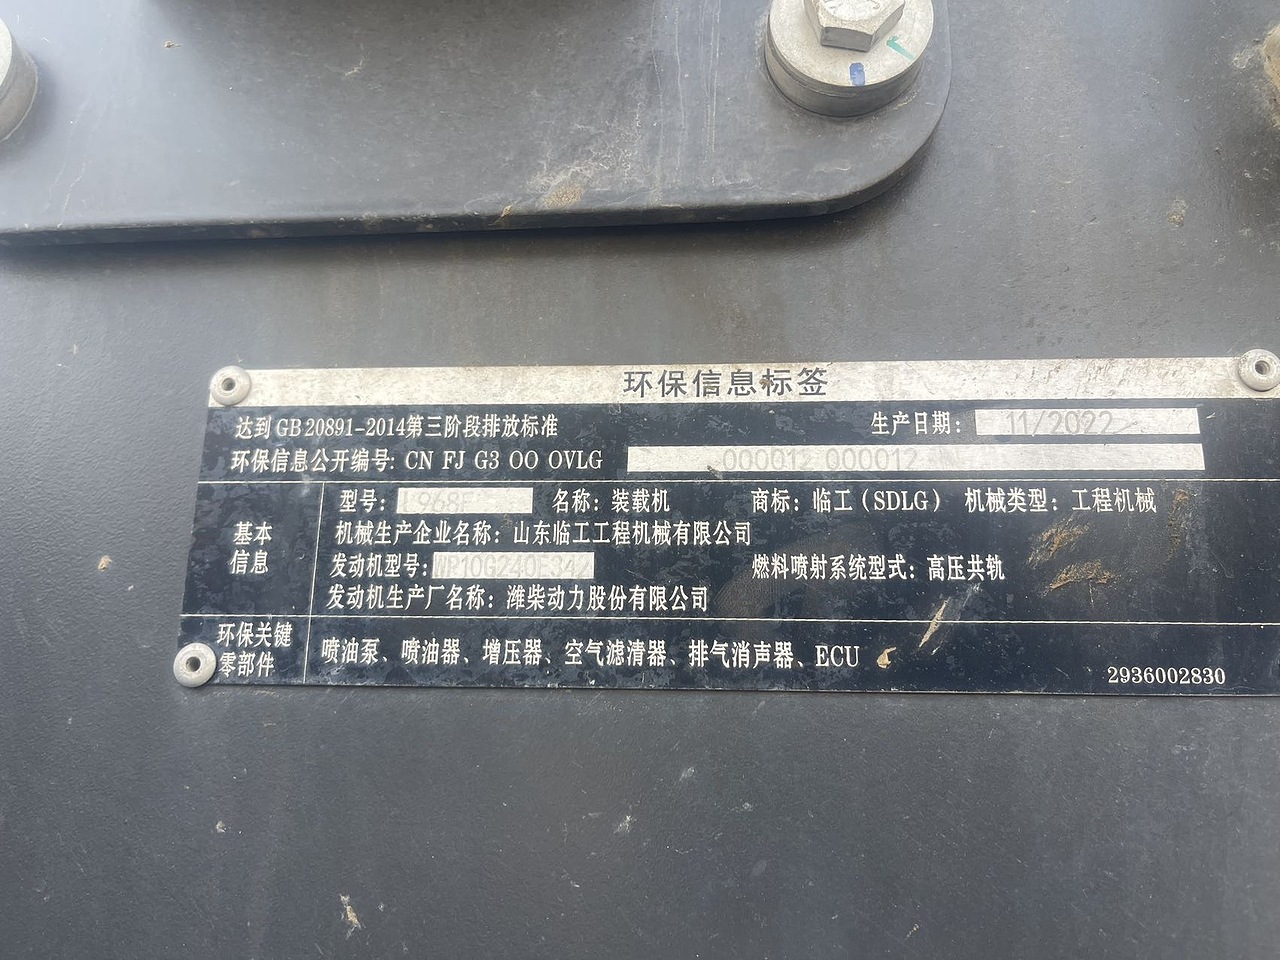 环保信息标签
达到GB 20891-2014第三阶段排放标准 生产日期: 11/2022
环保信息公开编号: CN FJ G3 OO OVLG 000012 000012
基本信息
型号: L968F 名称: 装载机 商标: 临工(SDLG) 机械类型: 工程机械
机械生产企业名称: 山东临工工程机械有限公司
发动机型号: WP10G240E342 燃料喷射系统型式: 高压共轨
发动机生产厂名称: 潍柴动力股份有限公司
环保关键零部件
喷油泵、喷油器、增压器、空气滤清器、排气消声器、ECU
2936002830